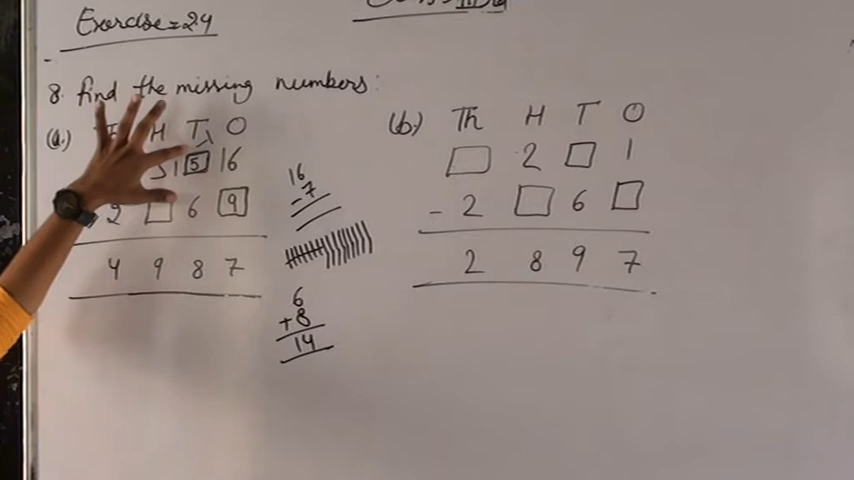 Exercise=24
8. find the missing numbers:
(a.) H T O
5 16
2 6 9
4 9 8 7
16
-7
6
+8
14
(b.) Th H T O
2 1
- 2 6
2 8 9 7